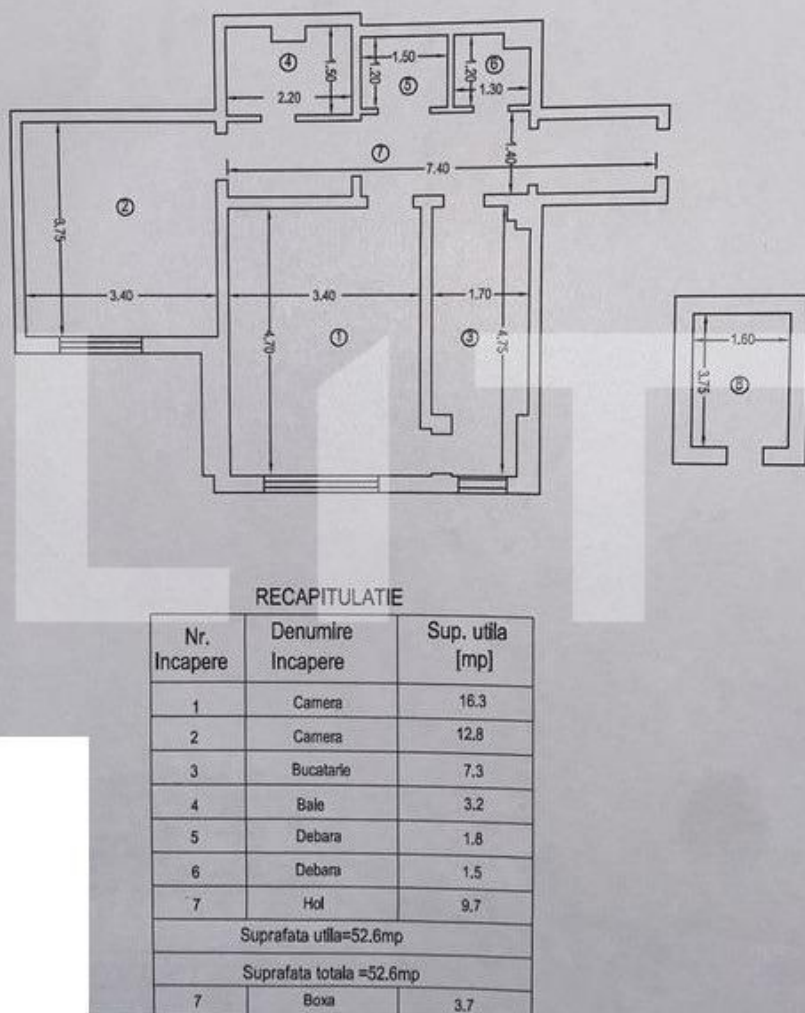 ④
1.50
2.20
1.50
1.20
⑤
1.20
⑥
1.30
⑦
7.40
1.40
②
3.40
3.40
①
4.70
1.70
③
4.75
1.60
3.75
LIT
RECAPITULATIE
Nr. Incapere Denumire Incapere Sup. utila [mp]
1 Camera 16.3
2 Camera 12.8
3 Bucatarie 7.3
4 Baie 3.2
5 Debara 1.8
6 Debara 1.5
7 Hol 9.7
Suprafata utila=52.6mp
Suprafata totala =52.6mp
7 Boxa 3.7